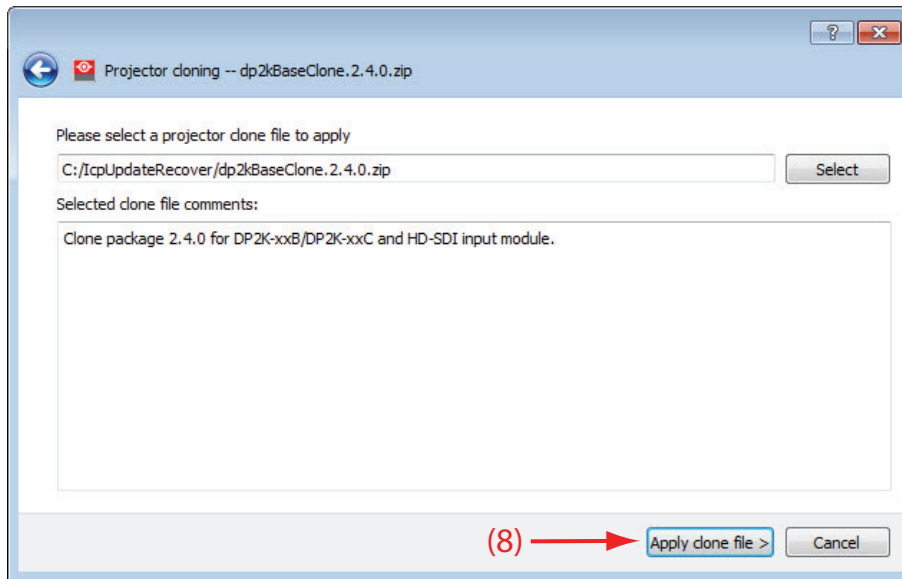 Projector cloning -- dp2kBaseClone.2.4.0.zip
Please select a projector clone file to apply
C:/IcpUpdateRecover/dp2kBaseClone.2.4.0.zip
Select
Selected clone file comments:
Clone package 2.4.0 for DP2K-xxB/DP2K-xxC and HD-SDI input module.
(8)
Apply clone file >
Cancel